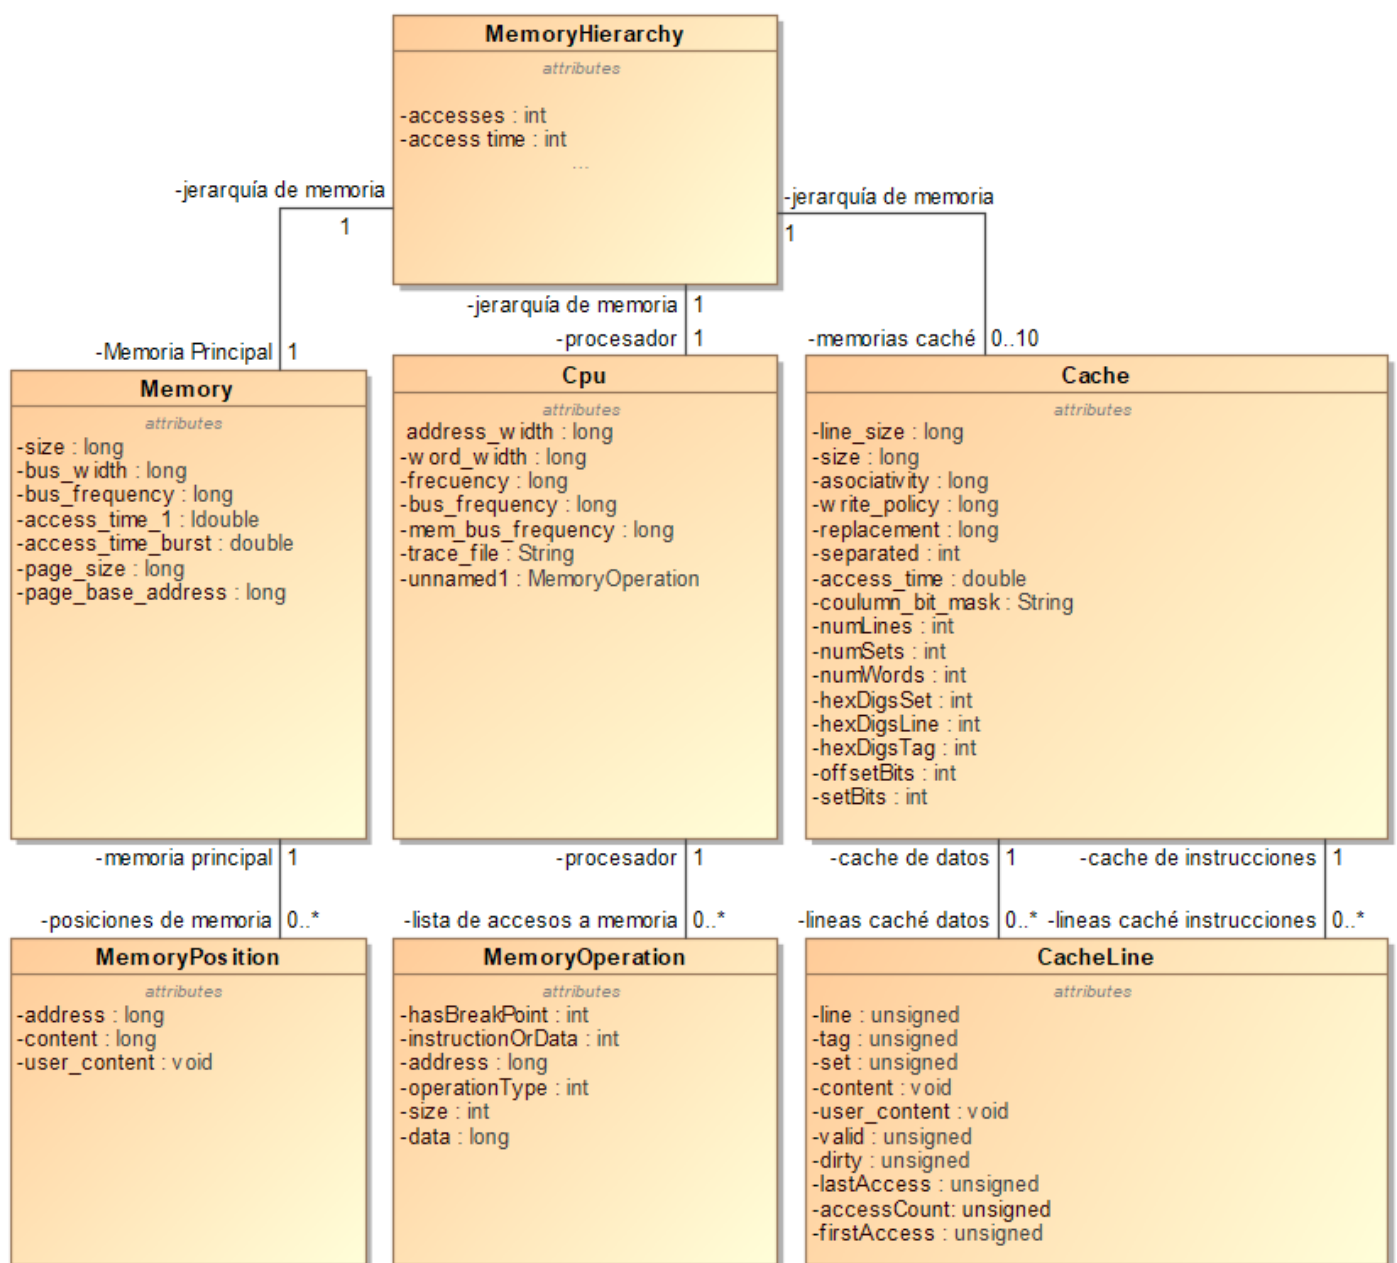 MemoryHierarchy
attributes
-accesses : int
-access time : int
...
-jerarquía de memoria
1
-jerarquía de memoria
1
-jerarquía de memoria
1
-Memoria Principal
1
-procesador
1
-memorias caché
0..10
Memory
attributes
-size : long
-bus_width : long
-bus_frequency : long
-access_time_1 : ldouble
-access_time_burst : double
-page_size : long
-page_base_address : long
Cpu
attributes
address_width : long
-word_width : long
-frecuency : long
-bus_frequency : long
-mem_bus_frequency : long
-trace_file : String
-unnamed1 : MemoryOperation
Cache
attributes
-line_size : long
-size : long
-asociativity : long
-write_policy : long
-replacement : long
-separated : int
-access_time : double
-coulumn_bit_mask : String
-numLines : int
-numSets : int
-numWords : int
-hexDigsSet : int
-hexDigsLine : int
-hexDigsTag : int
-offsetBits : int
-setBits : int
-memoria principal
1
-posiciones de memoria
0..*
-procesador
1
-lista de accesos a memoria
0..*
-cache de datos
1
-cache de instrucciones
1
-lineas caché datos
0..*
-lineas caché instrucciones
0..*
MemoryPosition
attributes
-address : long
-content : long
-user_content : void
MemoryOperation
attributes
-hasBreakPoint : int
-instructionOrData : int
-address : long
-operationType : int
-size : int
-data : long
CacheLine
attributes
-line : unsigned
-tag : unsigned
-set : unsigned
-content : void
-user_content : void
-valid : unsigned
-dirty : unsigned
-lastAccess : unsigned
-accessCount: unsigned
-firstAccess : unsigned